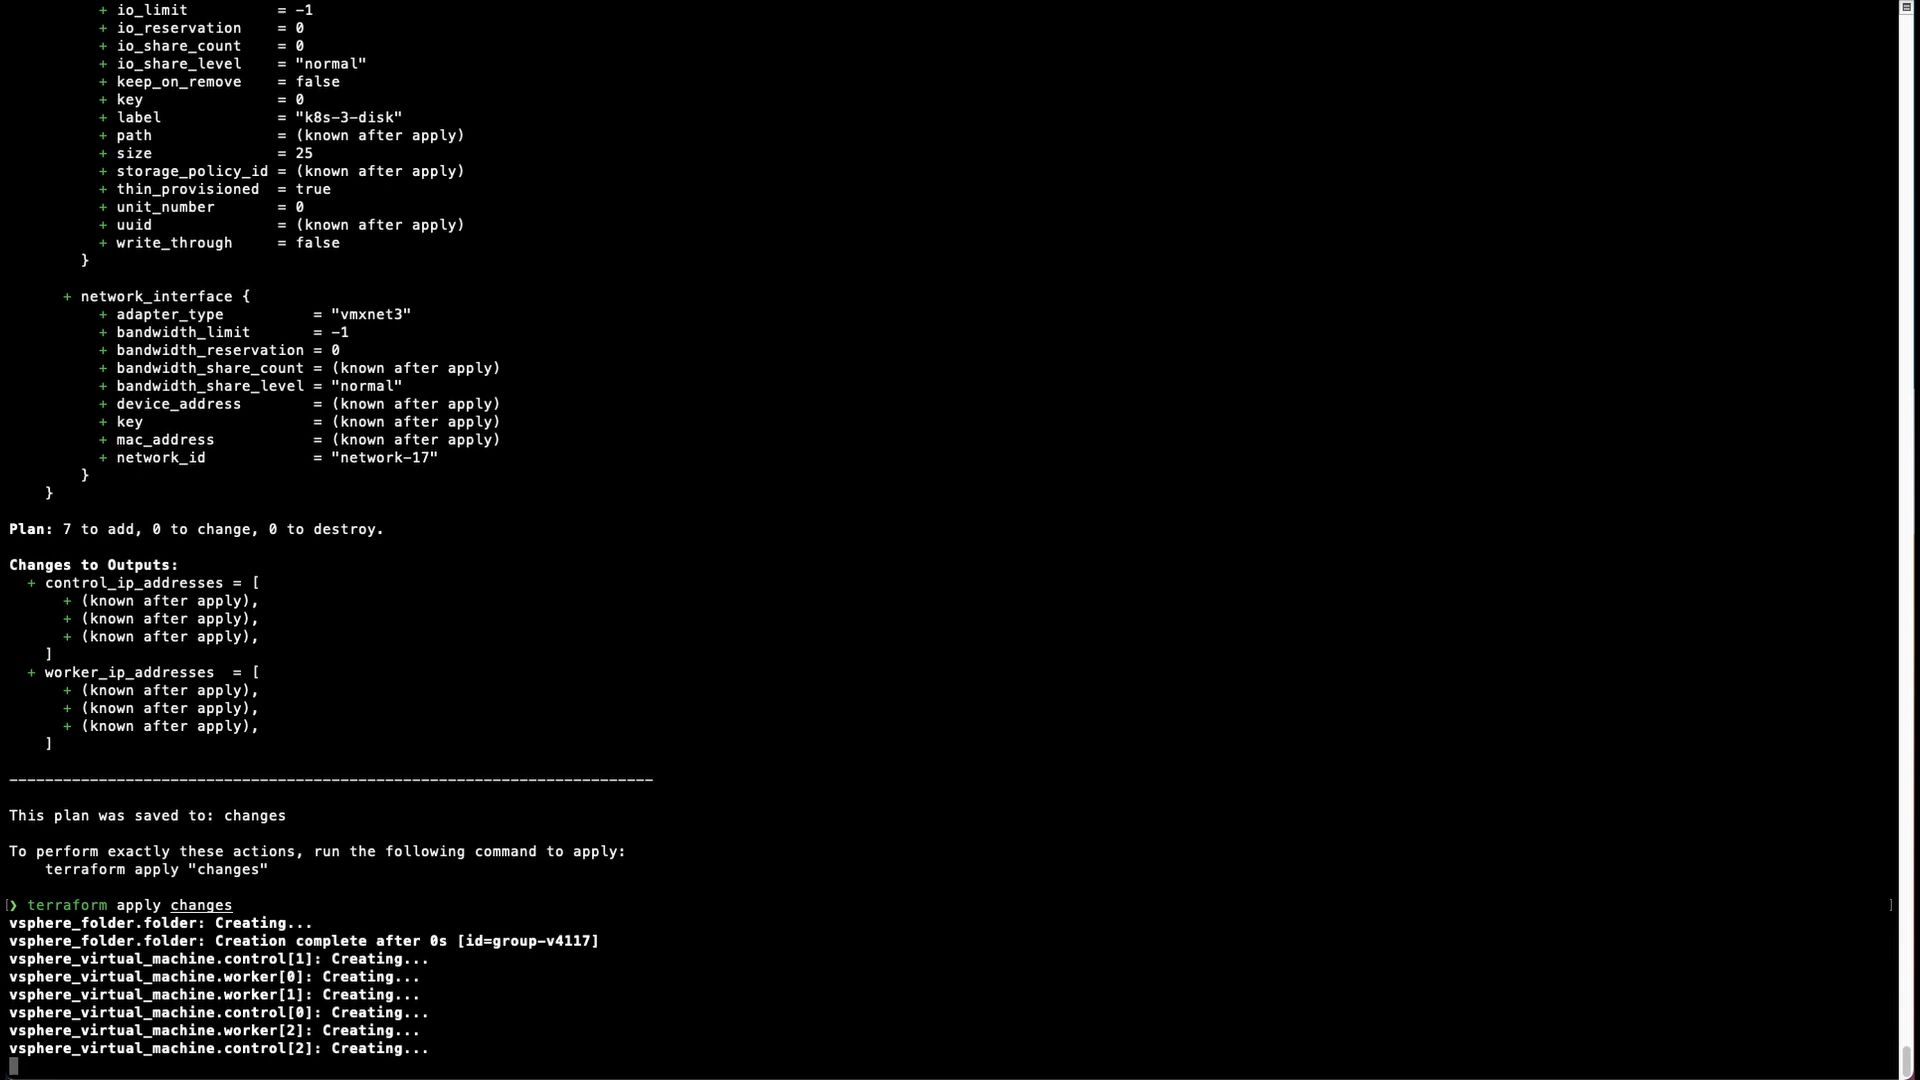 + io_limit          = -1
+ io_reservation    = 0
+ io_share_count    = 0
+ io_share_level    = "normal"
+ keep_on_remove    = false
+ key               = 0
+ label             = "k8s-3-disk"
+ path              = (known after apply)
+ size              = 25
+ storage_policy_id = (known after apply)
+ thin_provisioned  = true
+ unit_number       = 0
+ uuid              = (known after apply)
+ write_through     = false
}
+ network_interface {
+ adapter_type          = "vmxnet3"
+ bandwidth_limit       = -1
+ bandwidth_reservation = 0
+ bandwidth_share_count = (known after apply)
+ bandwidth_share_level = "normal"
+ device_address        = (known after apply)
+ key                   = (known after apply)
+ mac_address           = (known after apply)
+ network_id            = "network-17"
}
}
Plan: 7 to add, 0 to change, 0 to destroy.
Changes to Outputs:
+ control_ip_addresses = [
+ (known after apply),
+ (known after apply),
+ (known after apply),
]
+ worker_ip_addresses  = [
+ (known after apply),
+ (known after apply),
+ (known after apply),
]
------------------------------------------------------------------------
This plan was saved to: changes
To perform exactly these actions, run the following command to apply:
terraform apply "changes"
[❯ terraform apply changes ]
vsphere_folder.folder: Creating...
vsphere_folder.folder: Creation complete after 0s [id=group-v4117]
vsphere_virtual_machine.control[1]: Creating...
vsphere_virtual_machine.worker[0]: Creating...
vsphere_virtual_machine.worker[1]: Creating...
vsphere_virtual_machine.control[0]: Creating...
vsphere_virtual_machine.worker[2]: Creating...
vsphere_virtual_machine.control[2]: Creating...